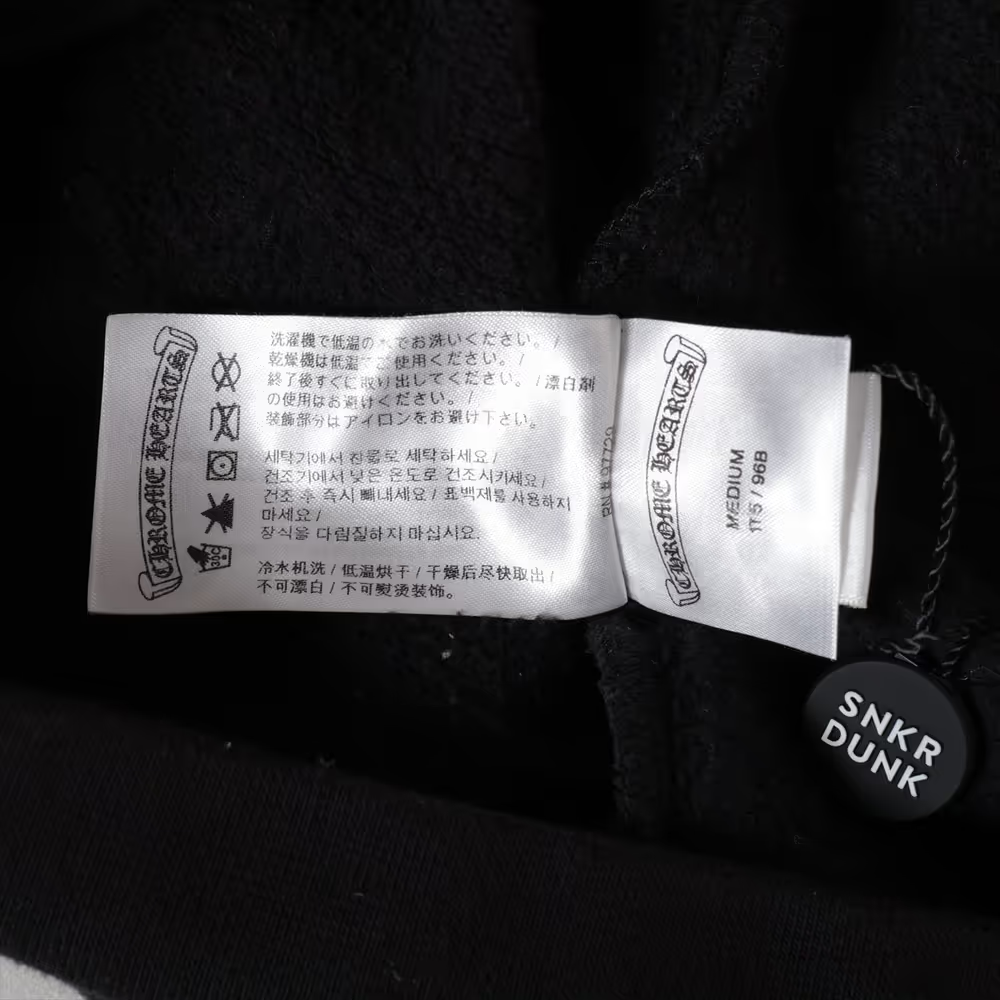 CHROME HEARTS
洗濯機で低温の水でお洗いください。/
乾燥機は低温でご使用ください。/
終了後すぐに取り出してください。/漂白剤
の使用はお避けください。/
装飾部分はアイロンをお避け下さい。
세탁기에서 찬물로 세탁하세요/
건조기에서 낮은 온도로 건조시키세요/
건조 후 즉시 빼내세요/ 표백제를 사용하지
마세요/
장식을 다림질하지 마십시요.
冷水机洗/低温烘干/干燥后尽快取出/
不可漂白/不可熨烫装饰。
30C
RN # 97729
CHROME HEARTS
MEDIUM
175 / 96B
SNKR
DUNK